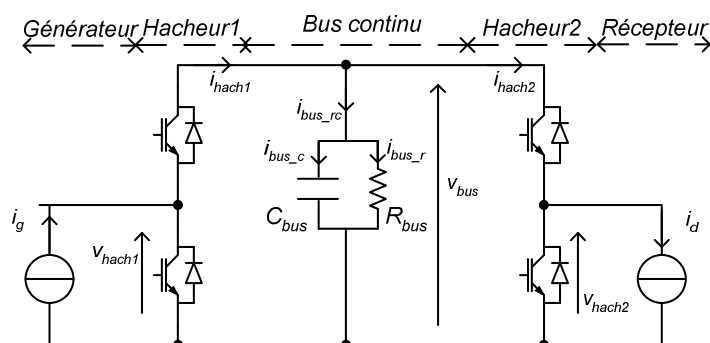 Générateur Hacheur1 Bus continu Hacheur2 Récepteur
i_hach1 i_hach2
i_bus_rc
i_bus_c i_bus_r
v_bus
C_bus R_bus
i_g i_d
v_hach1 v_hach2